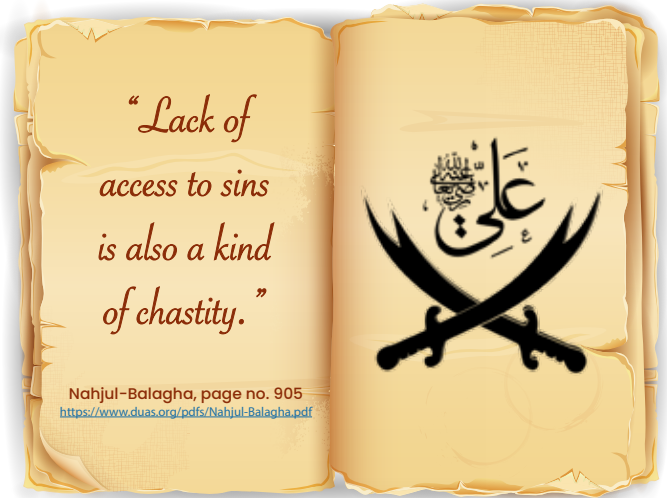 “ Lack of
access to sins
is also a kind
of chastity. ”
Nahjul-Balagha, page no. 905
https://www.duas.org/pdfs/Nahjul-Balagha.pdf
علي